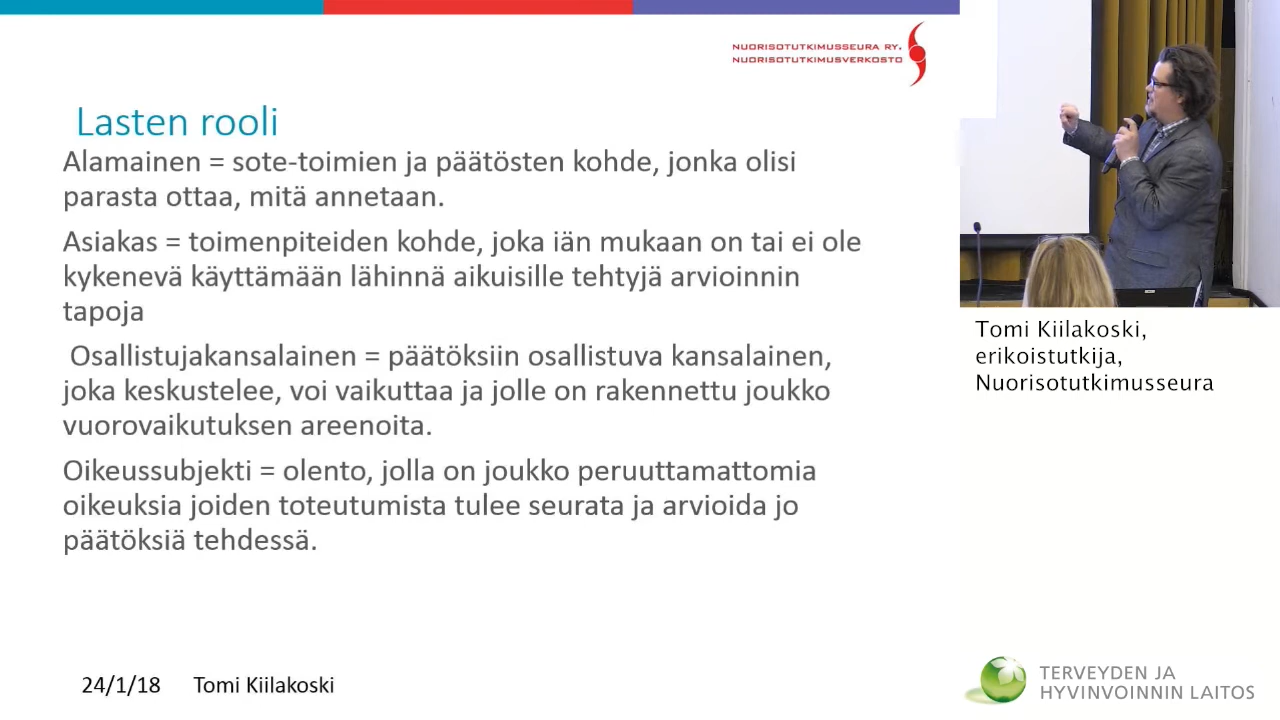 NUORISOTUTKIMUSSEURA RY.
NUORISOTUTKIMUSVERKOSTO
Lasten rooli
Alamainen = sote-toimien ja päätösten kohde, jonka olisi
parasta ottaa, mitä annetaan.
Asiakas = toimenpiteiden kohde, joka iän mukaan on tai ei ole
kykenevä käyttämään lähinnä aikuisille tehtyjä arvioinnin
tapoja
Osallistujakansalainen = päätöksiin osallistuva kansalainen,
joka keskustelee, voi vaikuttaa ja jolle on rakennettu joukko
vuorovaikutuksen areenoita.
Oikeussubjekti = olento, jolla on joukko peruuttamattomia
oikeuksia joiden toteutumista tulee seurata ja arvioida jo
päätöksiä tehdessä.
24/1/18 Tomi Kiilakoski
Tomi Kiilakoski,
erikoistutkija,
Nuorisotutkimusseura
TERVEYDEN JA
HYVINVOINNIN LAITOS